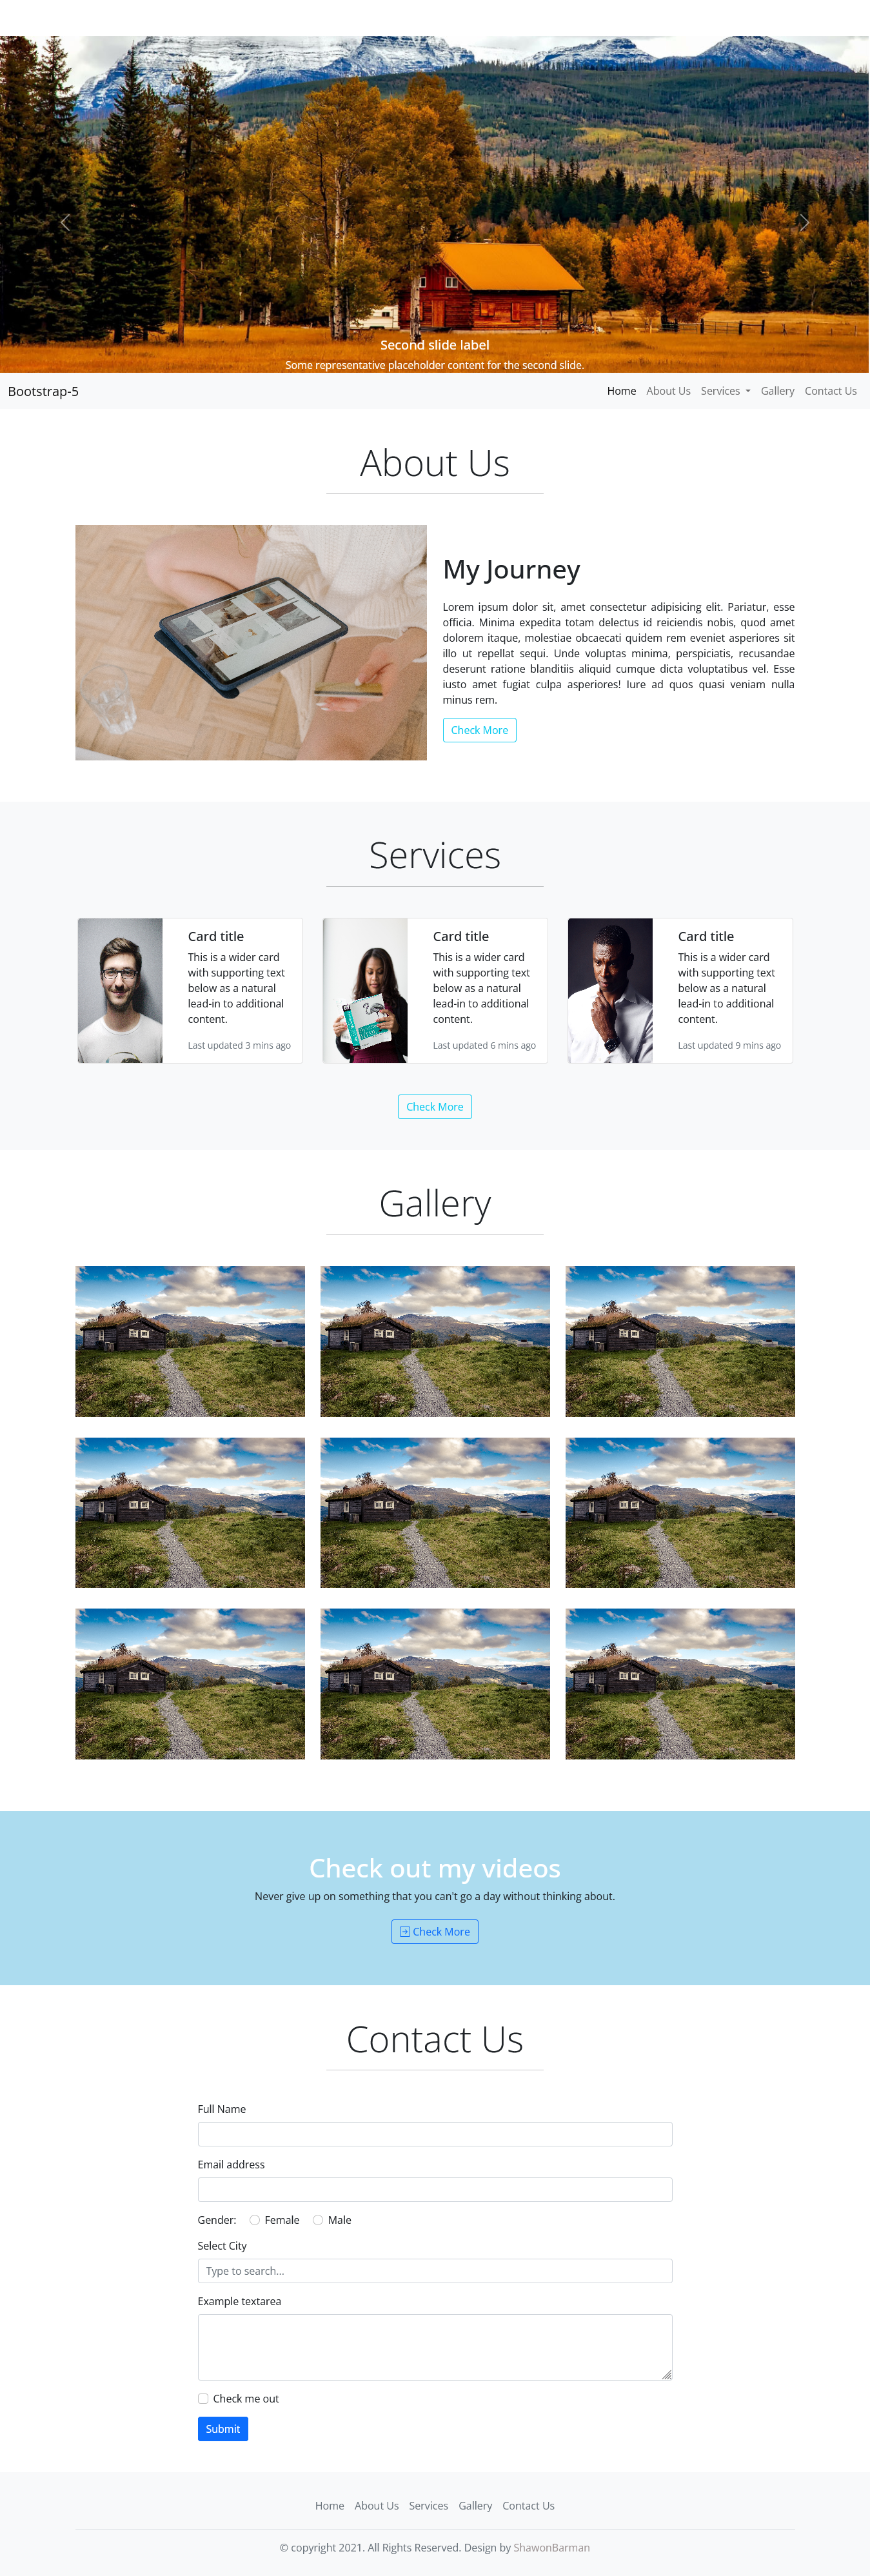 Second slide label
Some representative placeholder content for the second slide.
Bootstrap-5
Home About Us Services Gallery Contact Us
About Us
My Journey
Lorem ipsum dolor sit, amet consectetur adipisicing elit. Pariatur, esse
officia. Minima expedita totam delectus id reiciendis nobis, quod amet
dolorem itaque, molestiae obcaecati quidem rem eveniet asperiores sit
illo ut repellat sequi. Unde voluptas minima, perspiciatis, recusandae
deserunt ratione blanditiis aliquid cumque dicta voluptatibus vel. Esse
iusto amet fugiat culpa asperiores! Iure ad quos quasi veniam nulla
minus rem.
Check More
Services
Card title
This is a wider card
with supporting text
below as a natural
lead-in to additional
content.
Last updated 3 mins ago
Card title
This is a wider card
with supporting text
below as a natural
lead-in to additional
content.
Last updated 6 mins ago
Card title
This is a wider card
with supporting text
below as a natural
lead-in to additional
content.
Last updated 9 mins ago
Check More
Gallery
Check out my videos
Never give up on something that you can't go a day without thinking about.
Check More
Contact Us
Full Name
Email address
Gender: Female Male
Select City
Type to search...
Example textarea
Check me out
Submit
Home About Us Services Gallery Contact Us
© copyright 2021. All Rights Reserved. Design by ShawonBarman